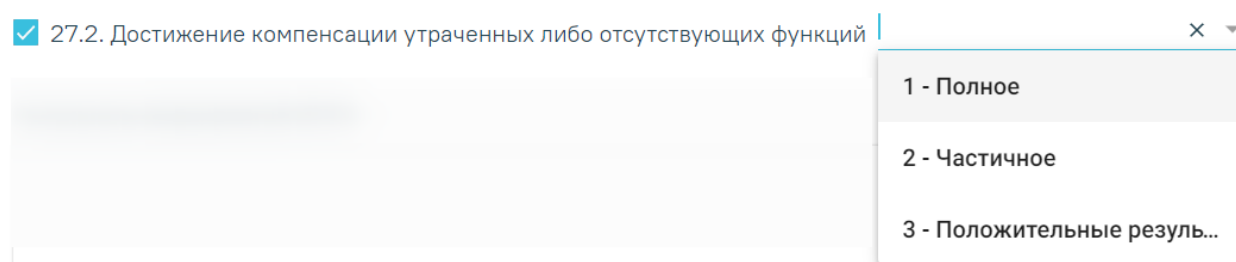 27.2. Достижение компенсации утраченных либо отсутствующих функций
1 - Полное
2 - Частичное
3 - Положительные резуль...